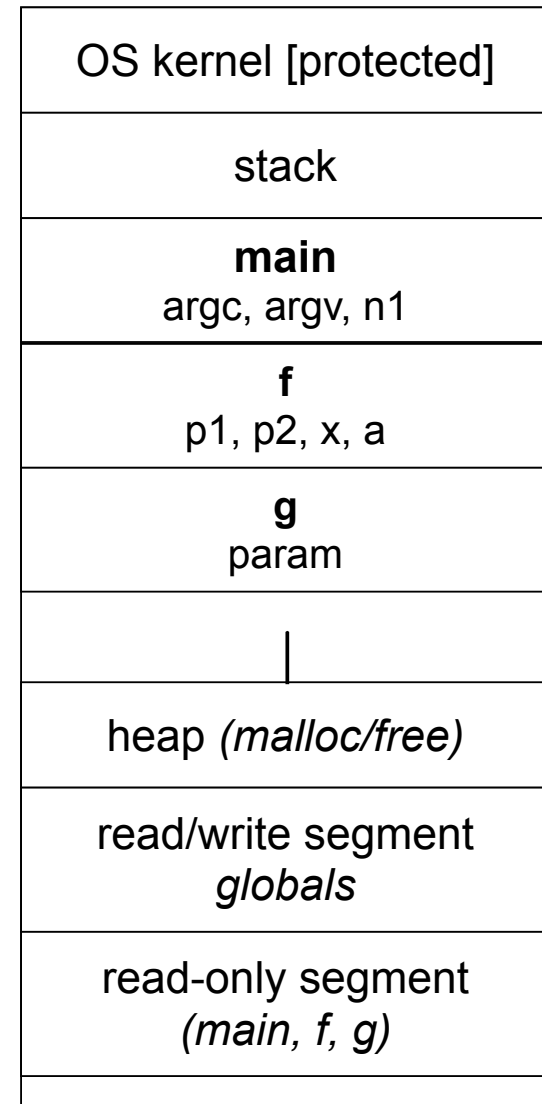 OS kernel [protected]
stack
main
argc, argv, n1
f
p1, p2, x, a
g
param
heap (malloc/free)
read/write segment
globals
read-only segment
(main, f, g)